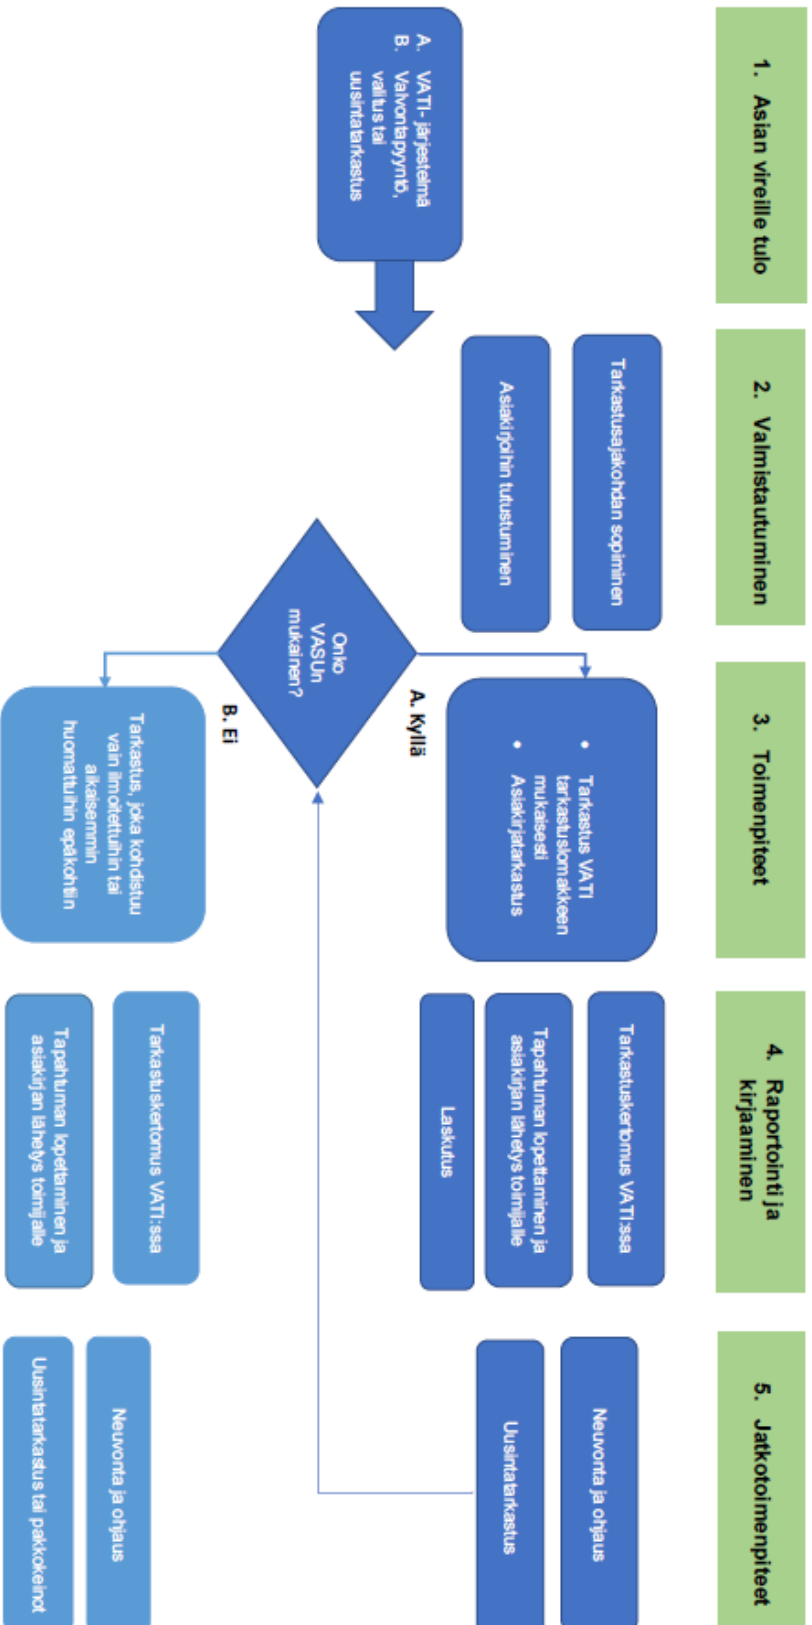 1. Asian vireille tulo
2. Valmistautuminen
3. Toimenpiteet
4. Raportointi ja
kirjaaminen
5. Jatkotoimenpiteet
A. VATI- järjestelmä
B. Valvontapyyntö,
valitus tai
uusintatarkastus
Tarkastusajakohdan sopiminen
Asiakirjoihin tutustuminen
Onko
VASUn
mukainen?
A. Kyllä
• Tarkastus VATI
tarkastuslomakkeen
mukaisesti
• Asiakirjatarkastus
Tarkastuskertomus VATI:ssa
Tapahtuman lopettaminen ja
asiakirjan lähetys toimijalle
Laskutus
Neuvonta ja ohjaus
Uusintatarkastus
B. Ei
Tarkastus, joka kohdistuu
vain ilmoitettuihin tai
aikaisemmin
huomattuihin epäkohtiin
Tarkastuskertomus VATI:ssa
Tapahtuman lopettaminen ja
asiakirjan lähetys toimijalle
Neuvonta ja ohjaus
Uusintatarkastus tai pakkokeinot